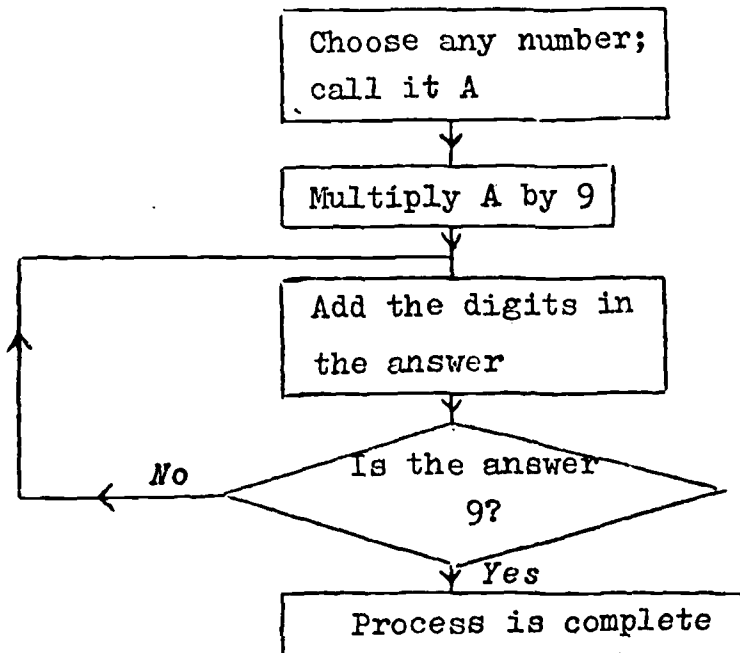 Choose any number;
call it A
Multiply A by 9
Add the digits in
the answer
Is the answer
9?
No
Yes
Process is complete